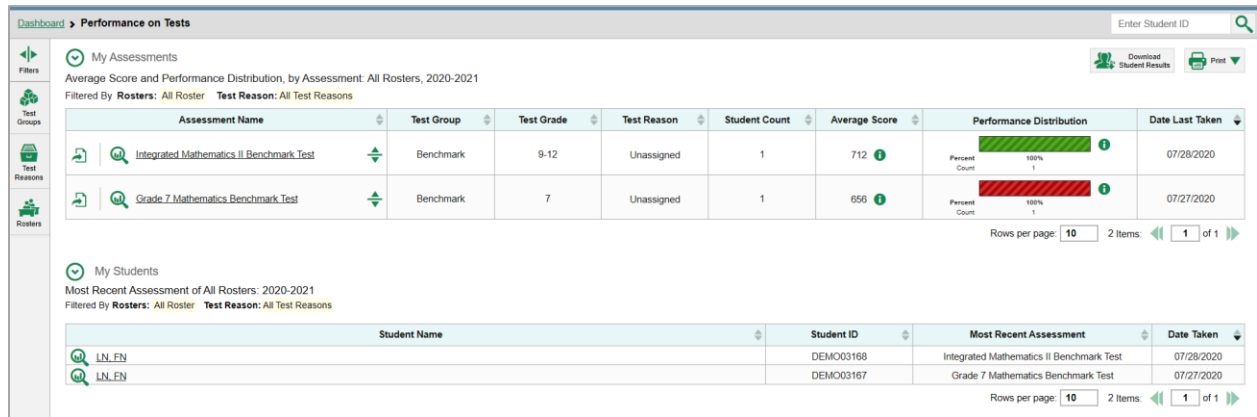 Dashboard > Performance on Tests
Enter Student ID
Filters
Test Groups
Test Reasons
Rosters
My Assessments
Download Student Results
Print
Average Score and Performance Distribution, by Assessment: All Rosters, 2020-2021
Filtered By Rosters: All Roster Test Reason: All Test Reasons
Assessment Name Test Group Test Grade Test Reason Student Count Average Score Performance Distribution Date Last Taken
Integrated Mathematics II Benchmark Test Benchmark 9-12 Unassigned 1 712 Percent 100% Count 1 07/28/2020
Grade 7 Mathematics Benchmark Test Benchmark 7 Unassigned 1 656 Percent 100% Count 1 07/27/2020
Rows per page: 10 2 Items: 1 of 1
My Students
Most Recent Assessment of All Rosters: 2020-2021
Filtered By Rosters: All Roster Test Reason: All Test Reasons
Student Name Student ID Most Recent Assessment Date Taken
LN, FN DEMO03168 Integrated Mathematics II Benchmark Test 07/28/2020
LN, FN DEMO03167 Grade 7 Mathematics Benchmark Test 07/27/2020
Rows per page: 10 2 Items: 1 of 1